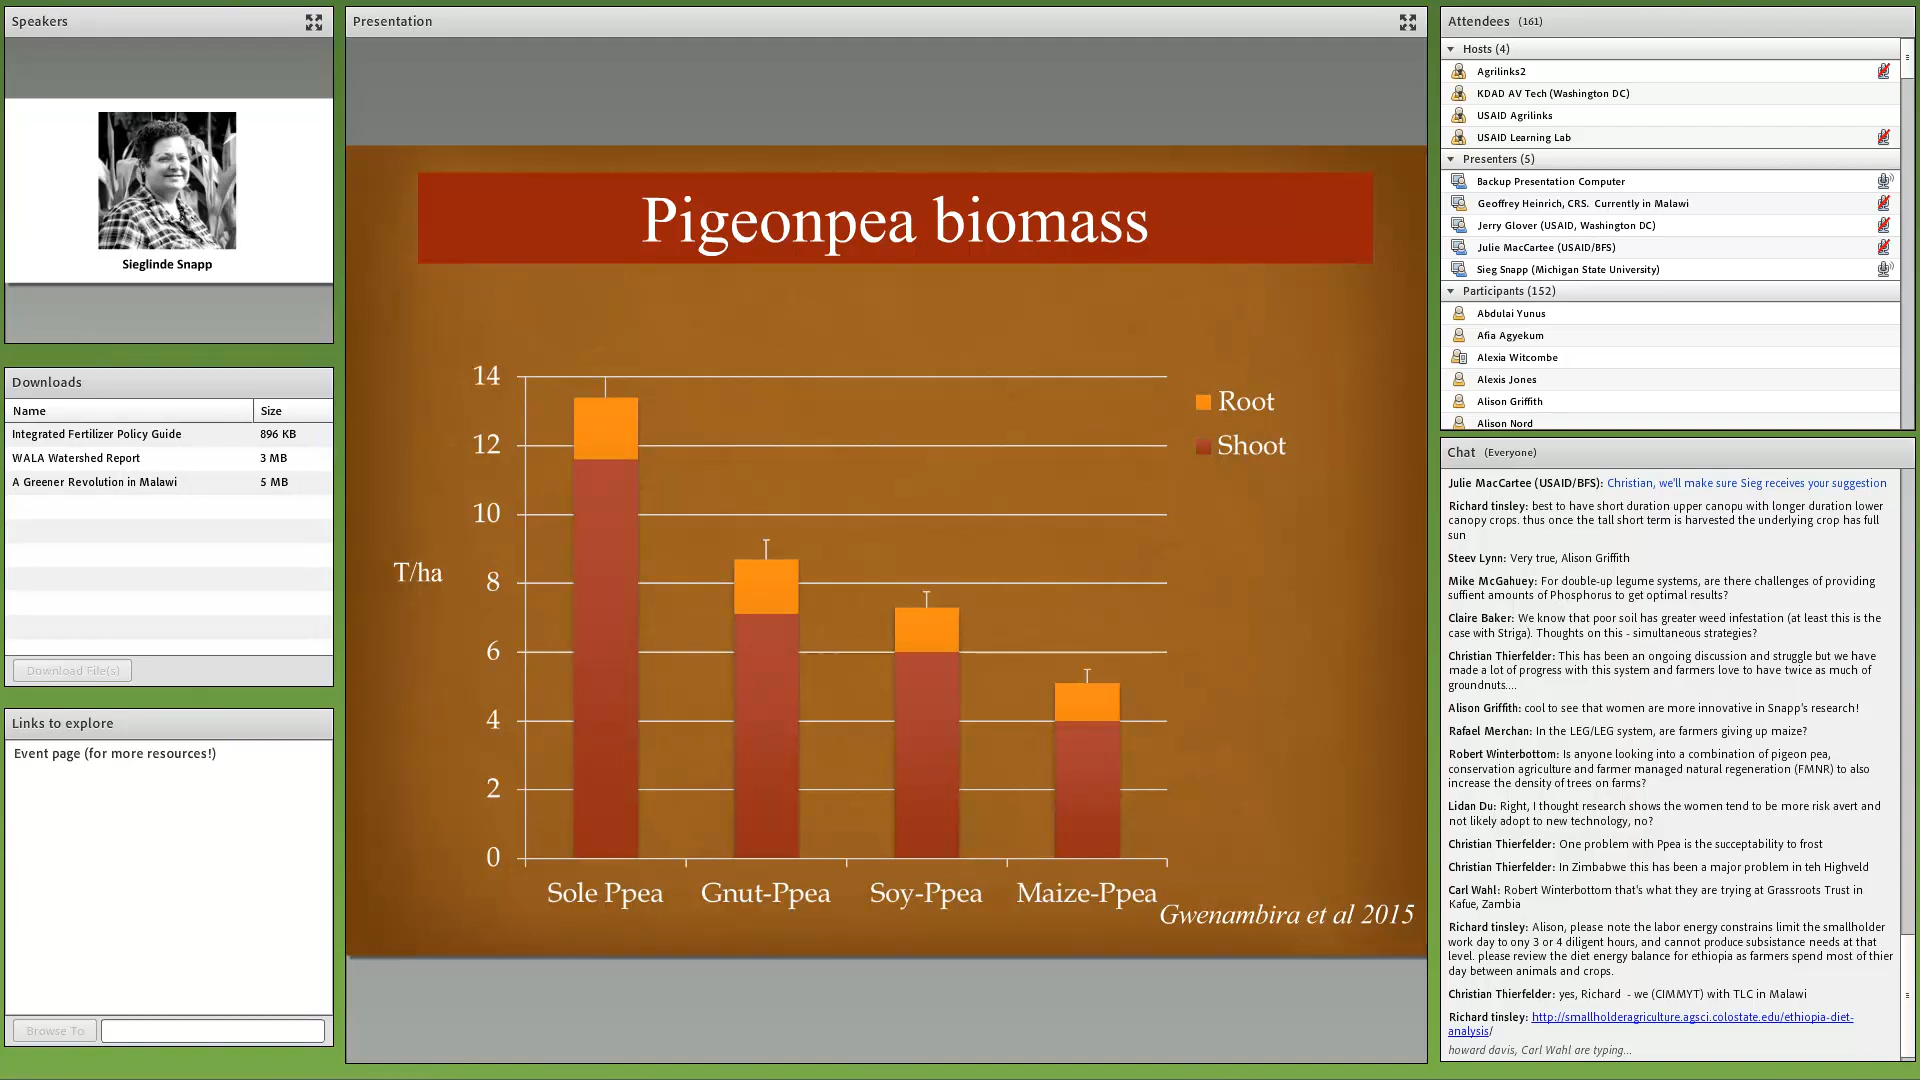 Speakers
Sieglinde Snapp
Downloads
Name Size
Integrated Fertilizer Policy Guide 896 KB
WALA Watershed Report 3 MB
A Greener Revolution in Malawi 5 MB
Download File(s)
Links to explore
Event page (for more resources!)
Browse To
Presentation
Pigeonpea biomass
14
12
10
8
6
4
2
0
T/ha
Root
Shoot
Sole Ppea Gnut-Ppea Soy-Ppea Maize-Ppea
Gwenambira et al 2015
Attendees (161)
Hosts (4)
Agrilinks2
KDAD AV Tech (Washington DC)
USAID Agrilinks
USAID Learning Lab
Presenters (5)
Backup Presentation Computer
Geoffrey Heinrich, CRS. Currently in Malawi
Jerry Glover (USAID, Washington DC)
Julie MacCartee (USAID/BFS)
Sieg Snapp (Michigan State University)
Participants (152)
Abdulai Yunus
Afia Agyekum
Alexia Witcombe
Alexis Jones
Alison Griffith
Alison Nord
Chat (Everyone)
Julie MacCartee (USAID/BFS): Christian, we'll make sure Sieg receives your suggestion
Richard tinsley: best to have short duration upper canopu with longer duration lower
canopy crops. thus once the tall short term is harvested the underlying crop has full
sun
Steev Lynn: Very true, Alison Griffith
Mike McGahuey: For double-up legume systems, are there challenges of providing
suffient amounts of Phosphorus to get optimal results?
Claire Baker: We know that poor soil has greater weed infestation (at least this is the
case with Striga). Thoughts on this - simultaneous strategies?
Christian Thierfelder: This has been an ongoing discussion and struggle but we have
made a lot of progress with this system and farmers love to have twice as much of
groundnuts....
Alison Griffith: cool to see that women are more innovative in Snapp's research!
Rafael Merchan: In the LEG/LEG system, are farmers giving up maize?
Robert Winterbottom: Is anyone looking into a combination of pigeon pea,
conservation agriculture and farmer managed natural regeneration (FMNR) to also
increase the density of trees on farms?
Lidan Du: Right, I thought research shows the women tend to be more risk avert and
not likely adopt to new technology, no?
Christian Thierfelder: One problem with Ppea is the succeptability to frost
Christian Thierfelder: In Zimbabwe this has been a major problem in teh Highveld
Carl Wahl: Robert Winterbottom that's what they are trying at Grassroots Trust in
Kafue, Zambia
Richard tinsley: Alison, please note the labor energy constrains limit the smallholder
work day to ony 3 or 4 diligent hours, and cannot produce subsistance needs at that
level. please review the diet energy balance for ethiopia as farmers spend most of thier
day between animals and crops.
Christian Thierfelder: yes, Richard - we (CIMMYT) with TLC in Malawi
Richard tinsley: http://smallholderagriculture.agsci.colostate.edu/ethiopia-diet-
analysis/
howard davis, Carl Wahl are typing...